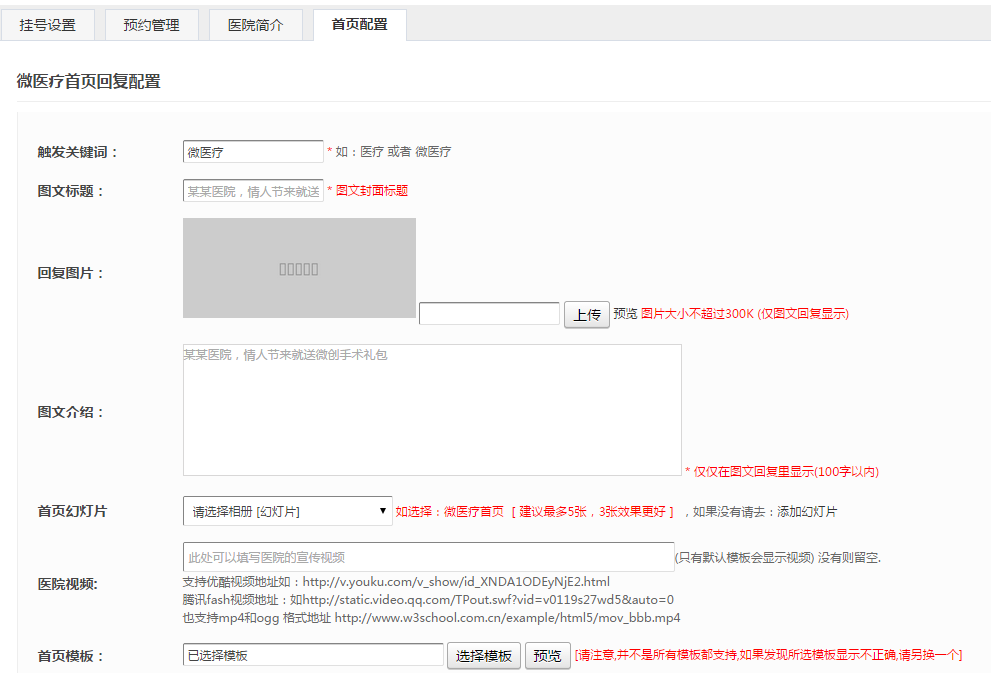 挂号设置 预约管理 医院简介 首页配置
微医疗首页回复配置
触发关键词： 微医疗 * 如：医疗 或者 微医疗
图文标题： 某某医院，情人节来就送 * 图文封面标题
回复图片： 上传 预览 图片大小不超过300K (仅图文回复显示)
某某医院，情人节来就送微创手术礼包
图文介绍：
* 仅仅在图文回复里显示(100字以内)
首页幻灯片 请选择相册 [幻灯片] 如选择：微医疗首页 [ 建议最多5张，3张效果更好 ] ，如果没有请去：添加幻灯片
此处可以填写医院的宣传视频 (只有默认模板会显示视频) 没有则留空.
医院视频:
支持优酷视频地址如：http://v.youku.com/v_show/id_XNDA1ODEyNjE2.html
腾讯fash视频地址：如http://static.video.qq.com/TPout.swf?vid=v0119s27wd5&auto=0
也支持mp4和ogg 格式地址 http://www.w3school.com.cn/example/html5/mov_bbb.mp4
首页模板： 已选择模板 选择模板 预览 [请注意,并不是所有模板都支持,如果发现所选模板显示不正确,请另换一个]